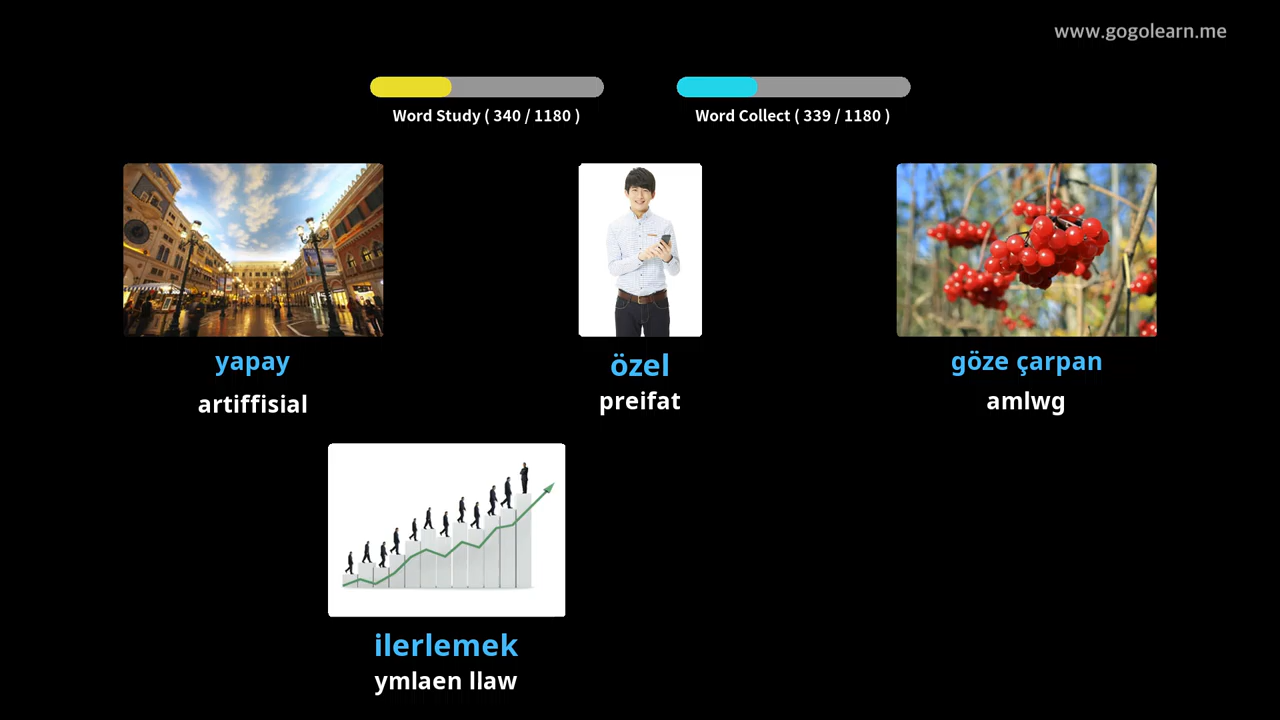 www.gogolearn.me
Word Study ( 340 / 1180 )
Word Collect ( 339 / 1180 )
yapay
artiffisial
özel
preifat
göze çarpan
amlwg
ilerlemek
ymlaen llaw